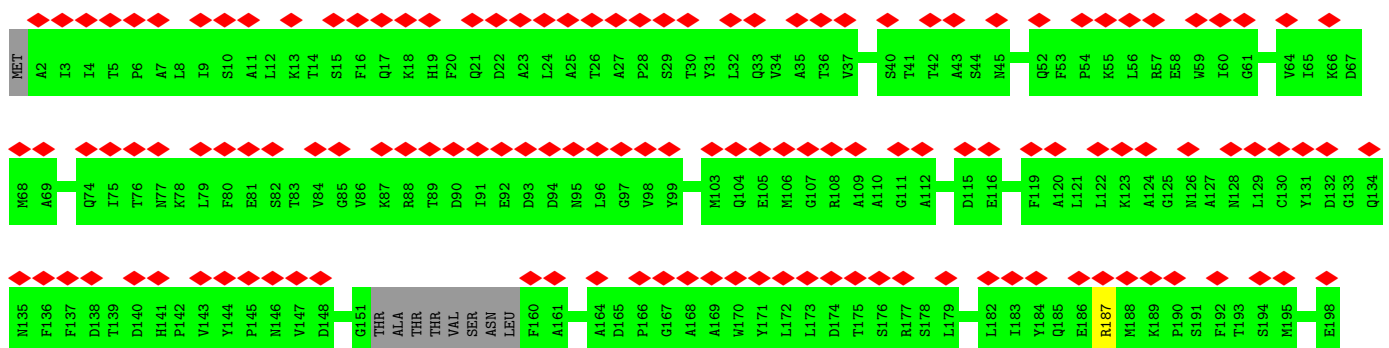 MET A2 I3 I4 T5 P6 A7 L8 I9 S10 A11 L12 K13 T14 S15 F16 Q17 K18 H19 F20 Q21 D22 A23 L24 A25 T26 A27 P28 S29 T30 Y31 L32 Q33 V34 A35 T36 V37 S40 T41 T42 A43 S44 N45 Q52 F53 P54 K55 L56 R57 E58 W59 I60 G61 V64 I65 K66 D67
M68 A69 Q74 I75 T76 N77 K78 L79 F80 E81 S82 T83 V84 G85 V86 K87 R88 T89 D90 I91 E92 D93 D94 N95 L96 G97 V98 Y99 M103 Q104 E105 M106 G107 R108 A109 A110 G111 A112 D115 E116 F119 A120 L121 L122 K123 A124 G125 N126 A127 N128 L129 C130 Y131 D132 G133 Q134
N135 F136 F137 D138 T139 D140 H141 P142 V143 Y144 P145 N146 V147 D148 G151 THR ALA THR THR VAL SER ASN LEU F160 A161 A164 D165 P166 G167 A168 A169 W170 Y171 L172 L173 D174 T175 S176 R177 S178 L179 L182 I183 Y184 Q185 E186 R187 M188 K189 P190 S191 F192 T193 S194 M195 E198